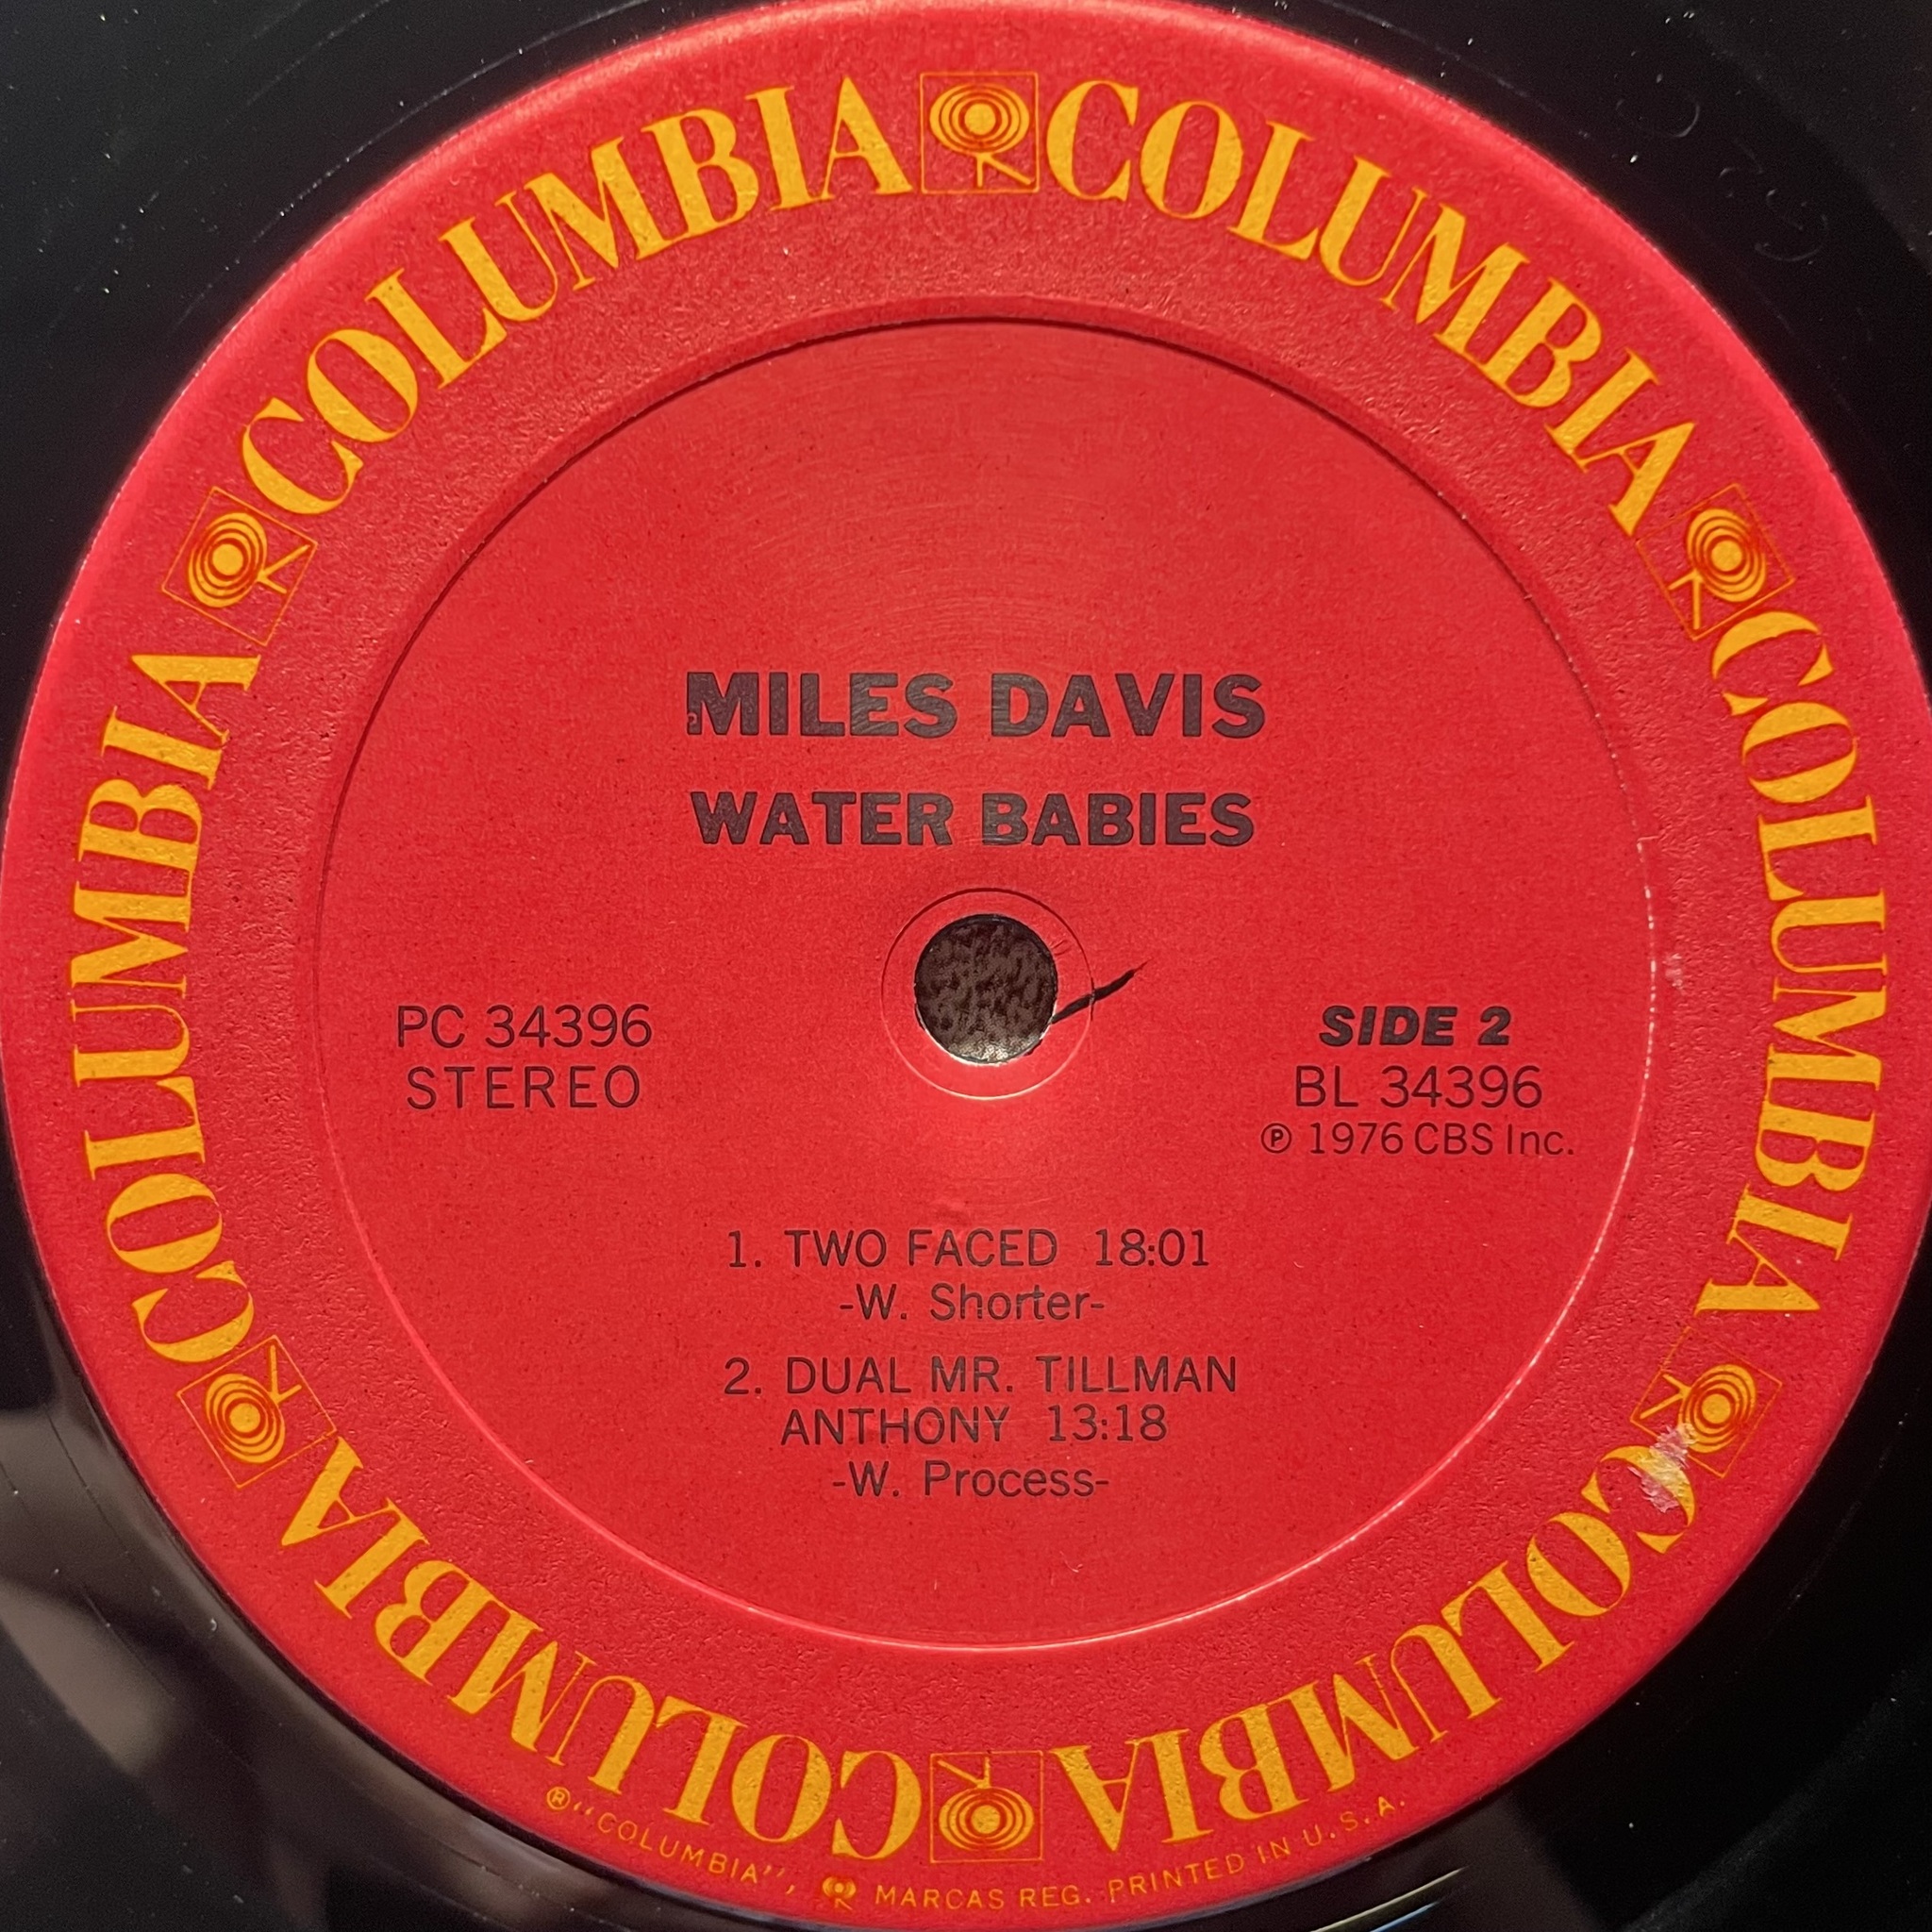 COLUMBIA COLUMBIA COLUMBIA COLUMBIA COLUMBIA COLUMBIA
MILES DAVIS
WATER BABIES
PC 34396
STEREO
SIDE 2
BL 34396
℗ 1976 CBS Inc.
1. TWO FACED 18:01
-W. Shorter-
2. DUAL MR. TILLMAN
ANTHONY 13:18
-W. Process-
®"COLUMBIA", MARCAS REG. PRINTED IN U.S.A.